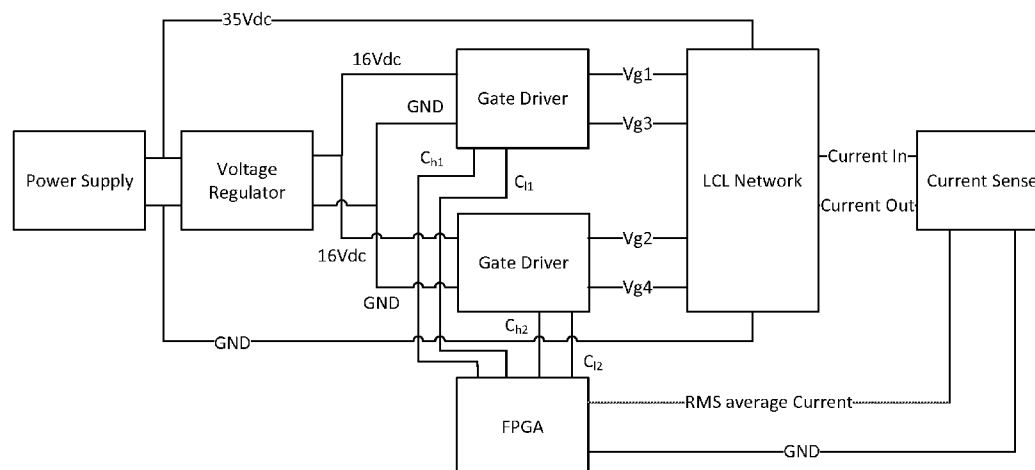 35Vdc
16Vdc
Gate Driver
Vg1
GND
Vg3
Power Supply
Voltage
Regulator
Ch1
Cl1
LCL Network
Current In
Current Sense
Current Out
16Vdc
Gate Driver
Vg2
GND
Vg4
GND
Ch2
Cl2
FPGA
RMS average Current
GND